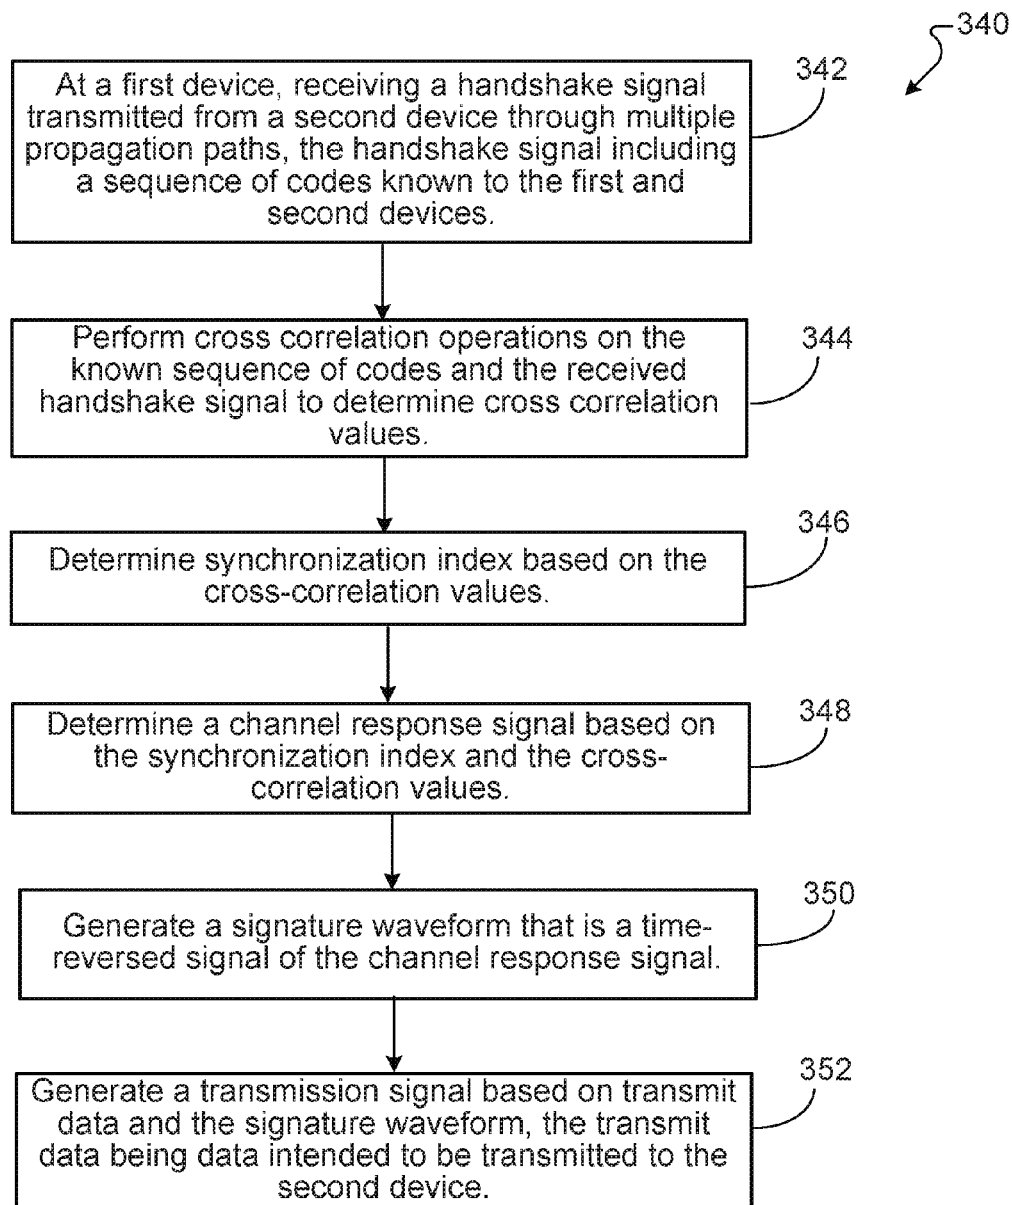 340
342
At a first device, receiving a handshake signal
transmitted from a second device through multiple
propagation paths, the handshake signal including
a sequence of codes known to the first and
second devices.
344
Perform cross correlation operations on the
known sequence of codes and the received
handshake signal to determine cross correlation
values.
346
Determine synchronization index based on the
cross-correlation values.
348
Determine a channel response signal based on
the synchronization index and the cross-
correlation values.
350
Generate a signature waveform that is a time-
reversed signal of the channel response signal.
352
Generate a transmission signal based on transmit
data and the signature waveform, the transmit
data being data intended to be transmitted to the
second device.